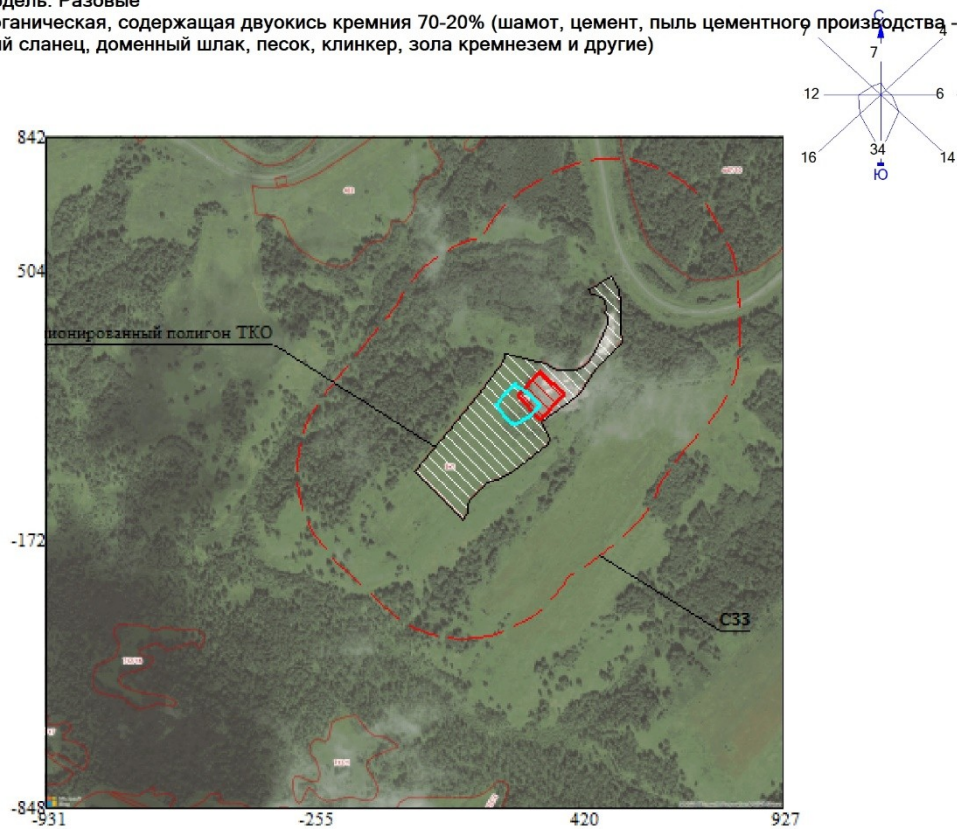 одель: Разовые
органическая, содержащая двуокись кремния 70-20% (шамот, цемент, пыль цементного производства -
ий сланец, доменный шлак, песок, клинкер, зола кремнезем и другие)
С
7
7
4
12
6
16
34
14
Ю
842
504
ионированный полигон ТКО
-172
СЗЗ
-848
-931
-255
420
927